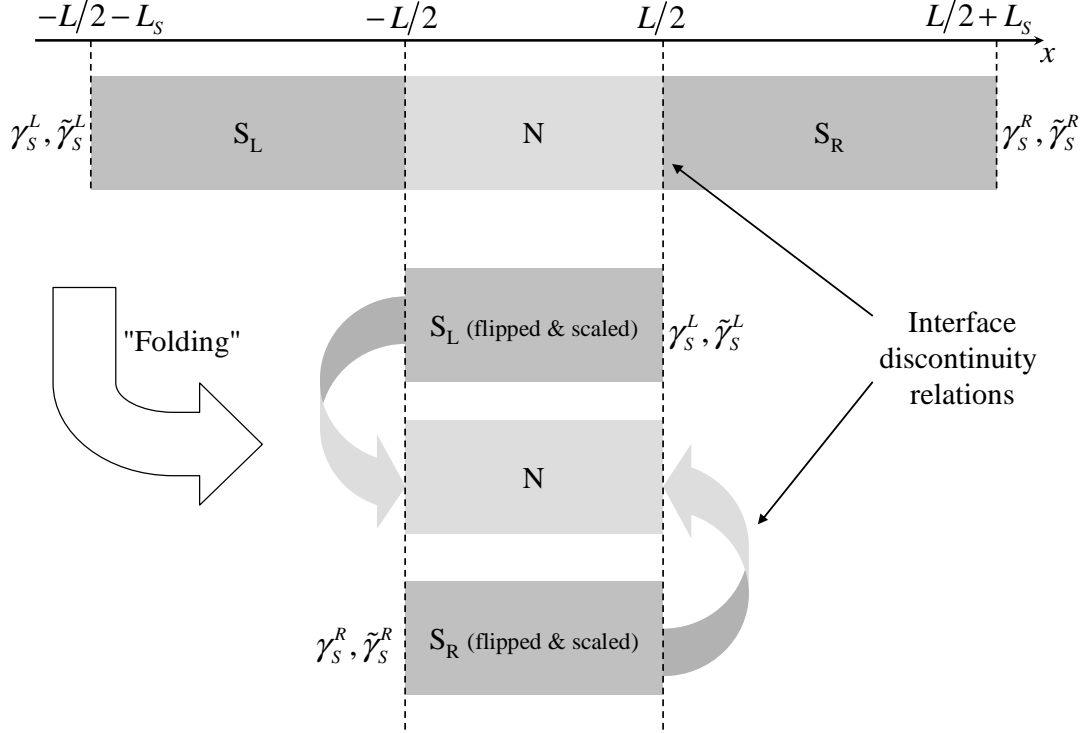 −L/2 − L_S −L/2 L/2 L/2 + L_S
x
γ_S^L, γ̃_S^L S_L N S_R γ_S^R, γ̃_S^R
"Folding"
S_L (flipped & scaled) γ_S^L, γ̃_S^L
Interface
discontinuity
relations
N
γ_S^R, γ̃_S^R S_R (flipped & scaled)